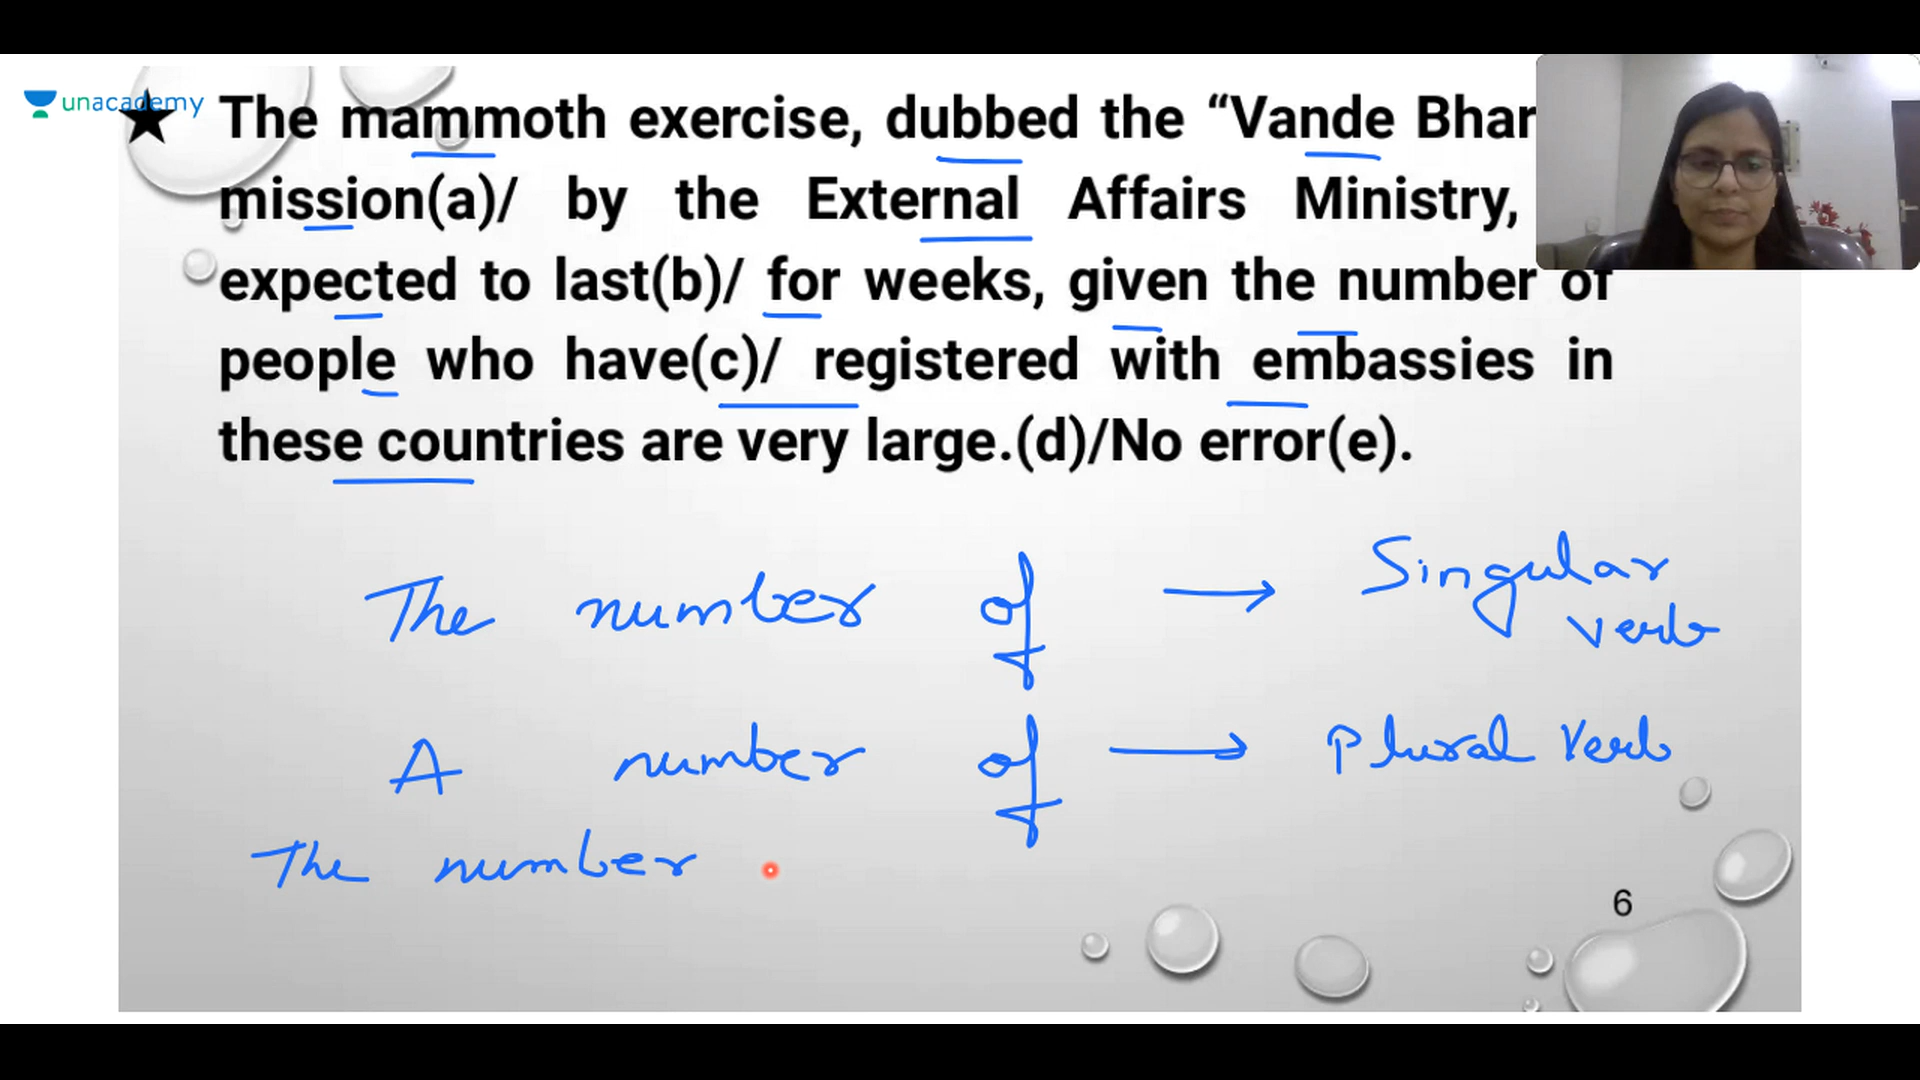 unacademy
The mammoth exercise, dubbed the “Vande Bhar
mission(a)/ by the External Affairs Ministry,
expected to last(b)/ for weeks, given the number of
people who have(c)/ registered with embassies in
these countries are very large.(d)/No error(e).
The number of → Singular
verb
A number of → Plural Verb
The number
6